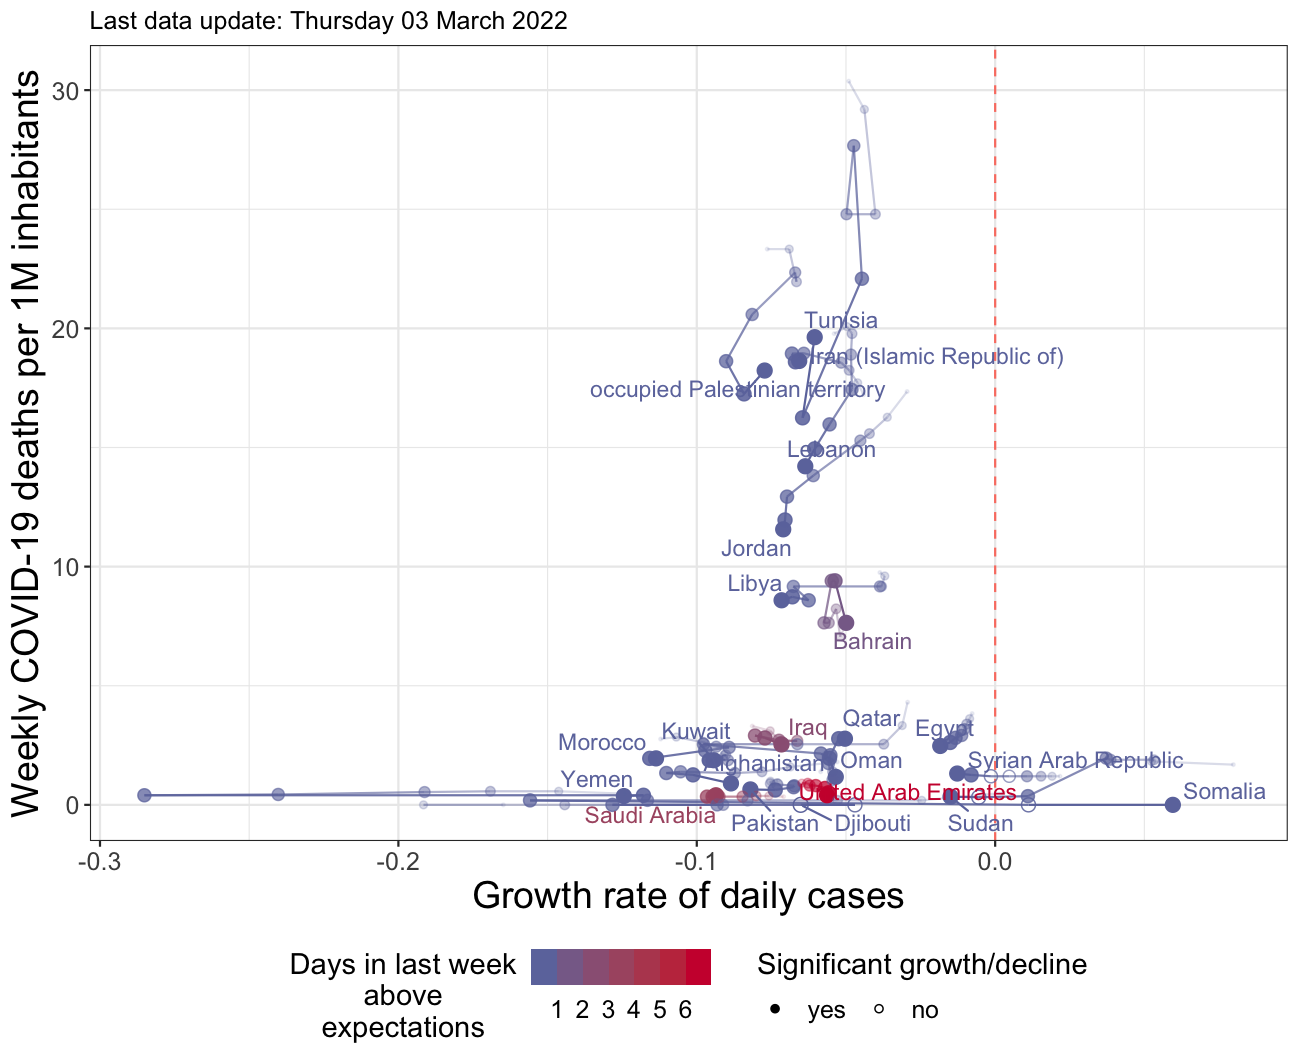 Last data update: Thursday 03 March 2022
Weekly COVID-19 deaths per 1M inhabitants
30
20
10
0
Tunisia
Iran (Islamic Republic of)
occupied Palestinian territory
Lebanon
Jordan
Libya
Bahrain
Qatar
Iraq
Egypt
Kuwait
Morocco
Afghanistan
Oman
Syrian Arab Republic
Yemen
United Arab Emirates
Somalia
Saudi Arabia
Pakistan
Djibouti
Sudan
-0.3
-0.2
-0.1
0.0
Growth rate of daily cases
Days in last week
above
expectations
1 2 3 4 5 6
Significant growth/decline
yes
no